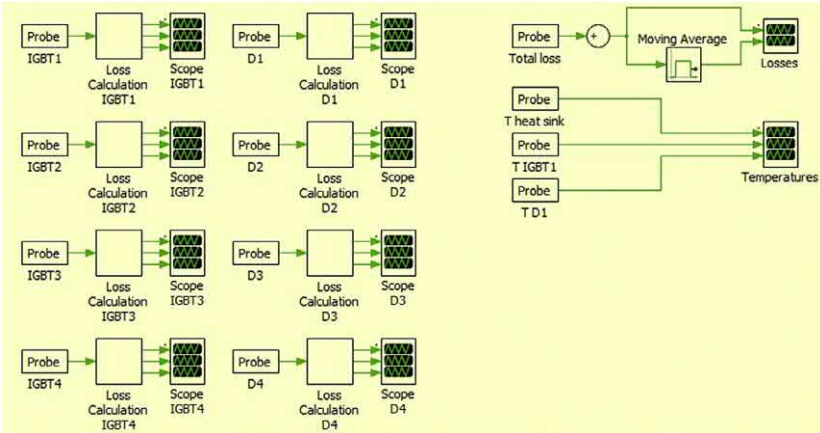 Probe
IGBT1
Loss
Calculation
IGBT1
Scope
IGBT1
Probe
D1
Loss
Calculation
D1
Scope
D1
Probe
IGBT2
Loss
Calculation
IGBT2
Scope
IGBT2
Probe
D2
Loss
Calculation
D2
Scope
D2
Probe
IGBT3
Loss
Calculation
IGBT3
Scope
IGBT3
Probe
D3
Loss
Calculation
D3
Scope
D3
Probe
IGBT4
Loss
Calculation
IGBT4
Scope
IGBT4
Probe
D4
Loss
Calculation
D4
Scope
D4
Probe
Total loss
+
Moving Average
Losses
Probe
T heat sink
Probe
T IGBT1
Probe
T D1
Temperatures